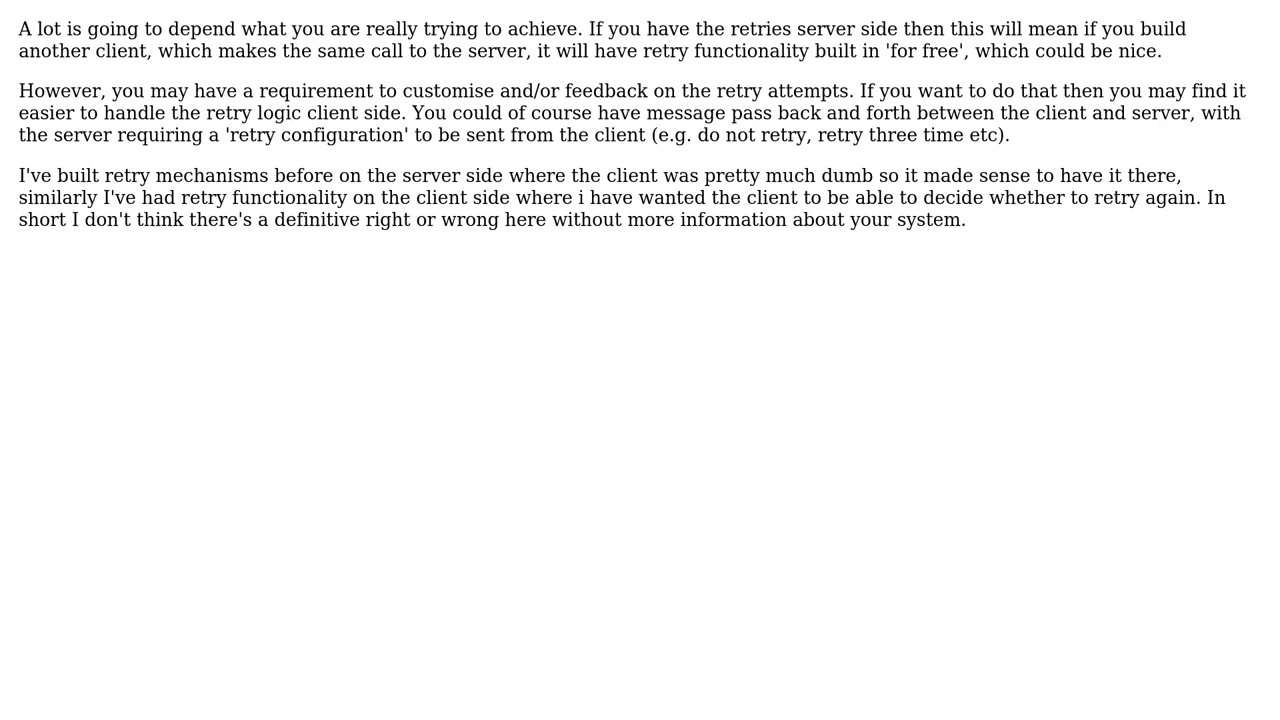 A lot is going to depend what you are really trying to achieve. If you have the retries server side then this will mean if you build
another client, which makes the same call to the server, it will have retry functionality built in 'for free', which could be nice.
However, you may have a requirement to customise and/or feedback on the retry attempts. If you want to do that then you may find it
easier to handle the retry logic client side. You could of course have message pass back and forth between the client and server, with
the server requiring a 'retry configuration' to be sent from the client (e.g. do not retry, retry three time etc).
I've built retry mechanisms before on the server side where the client was pretty much dumb so it made sense to have it there,
similarly I've had retry functionality on the client side where i have wanted the client to be able to decide whether to retry again. In
short I don't think there's a definitive right or wrong here without more information about your system.